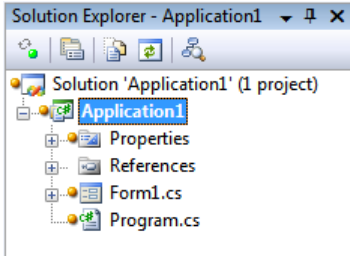 Solution Explorer - Application1
Solution 'Application1' (1 project)
Application1
Properties
References
Form1.cs
Program.cs